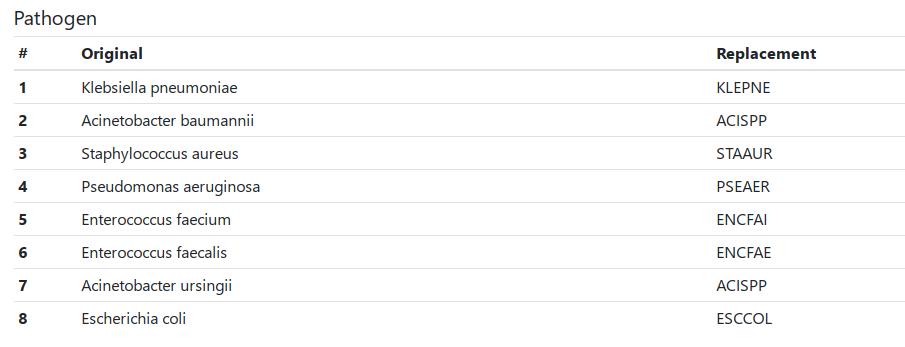 Pathogen
# Original Replacement
1 Klebsiella pneumoniae KLEPNE
2 Acinetobacter baumannii ACISPP
3 Staphylococcus aureus STAAUR
4 Pseudomonas aeruginosa PSEAER
5 Enterococcus faecium ENCFAI
6 Enterococcus faecalis ENCFAE
7 Acinetobacter ursingii ACISPP
8 Escherichia coli ESCCOL